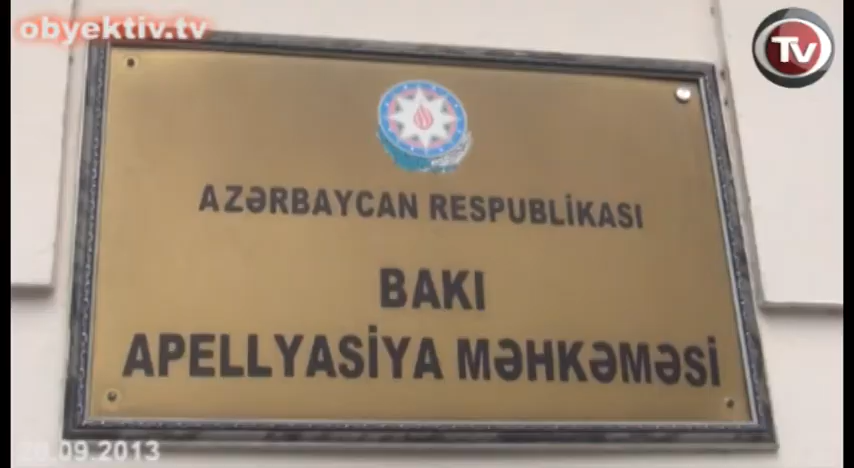 obyektiv.tv
TV
AZƏRBAYCAN RESPUBLİKASI
BAKI
APELLYASİYA MƏHKƏMƏSİ